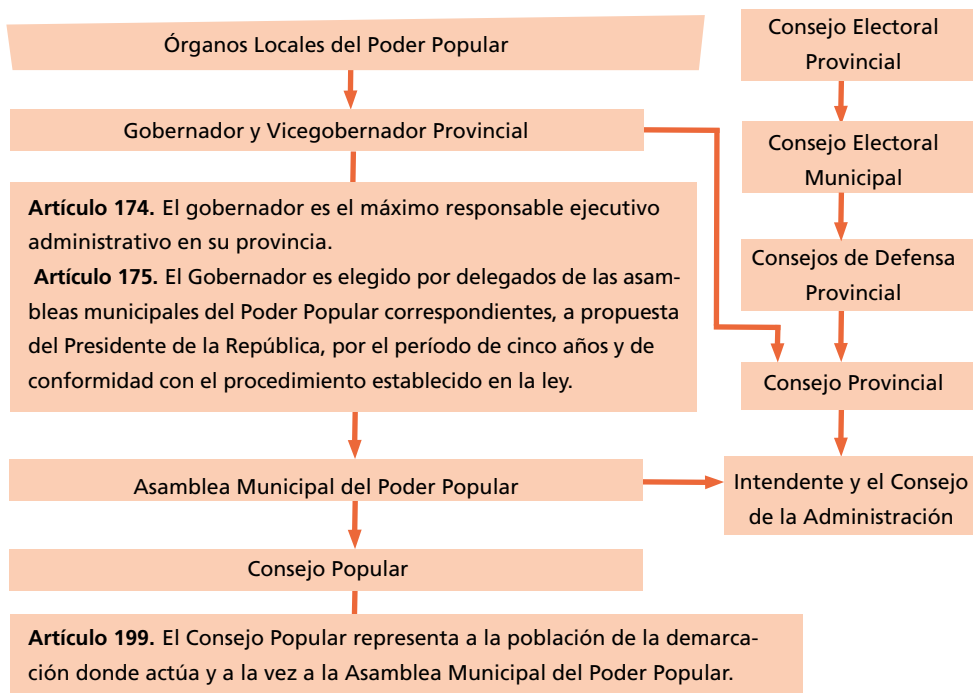 Órganos Locales del Poder Popular
Gobernador y Vicegobernador Provincial
Artículo 174. El gobernador es el máximo responsable ejecutivo
administrativo en su provincia.
Artículo 175. El Gobernador es elegido por delegados de las asam-
bleas municipales del Poder Popular correspondientes, a propuesta
del Presidente de la República, por el período de cinco años y de
conformidad con el procedimiento establecido en la ley.
Asamblea Municipal del Poder Popular
Consejo Popular
Artículo 199. El Consejo Popular representa a la población de la demarca-
ción donde actúa y a la vez a la Asamblea Municipal del Poder Popular.
Consejo Electoral
Provincial
Consejo Electoral
Municipal
Consejos de Defensa
Provincial
Consejo Provincial
Intendente y el Consejo
de la Administración